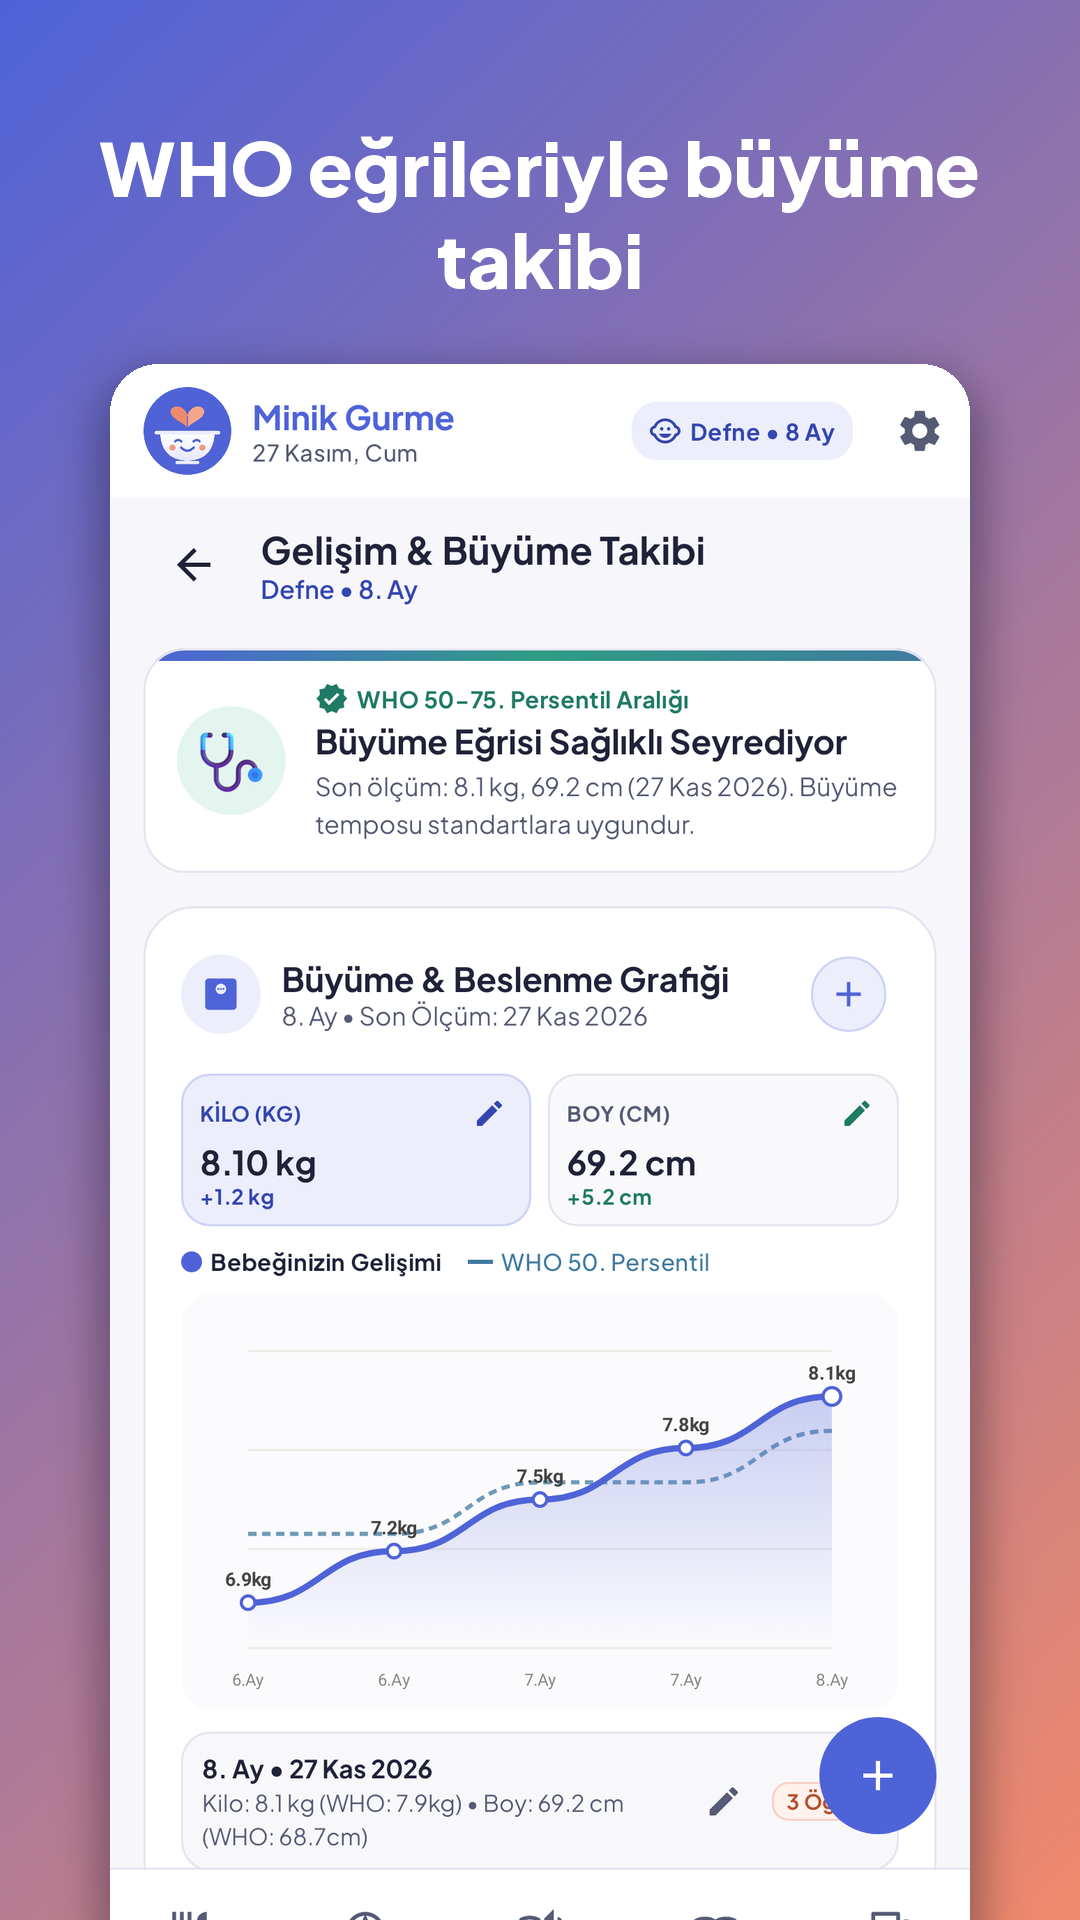 WHO eğrileriyle büyüme
takibi
Minik Gurme
27 Kasım, Cum
Defne • 8 Ay
Gelişim & Büyüme Takibi
Defne • 8. Ay
WHO 50-75. Persentil Aralığı
Büyüme Eğrisi Sağlıklı Seyrediyor
Son ölçüm: 8.1 kg, 69.2 cm (27 Kas 2026). Büyüme
temposu standartlara uygundur.
Büyüme & Beslenme Grafiği
8. Ay • Son Ölçüm: 27 Kas 2026
KİLO (KG)
8.10 kg
+1.2 kg
BOY (CM)
69.2 cm
+5.2 cm
Bebeğinizin Gelişimi
WHO 50. Persentil
8.1kg
7.8kg
7.5kg
7.2kg
6.9kg
6.Ay
6.Ay
7.Ay
7.Ay
8.Ay
8. Ay • 27 Kas 2026
Kilo: 8.1 kg (WHO: 7.9kg) • Boy: 69.2 cm
(WHO: 68.7cm)
3